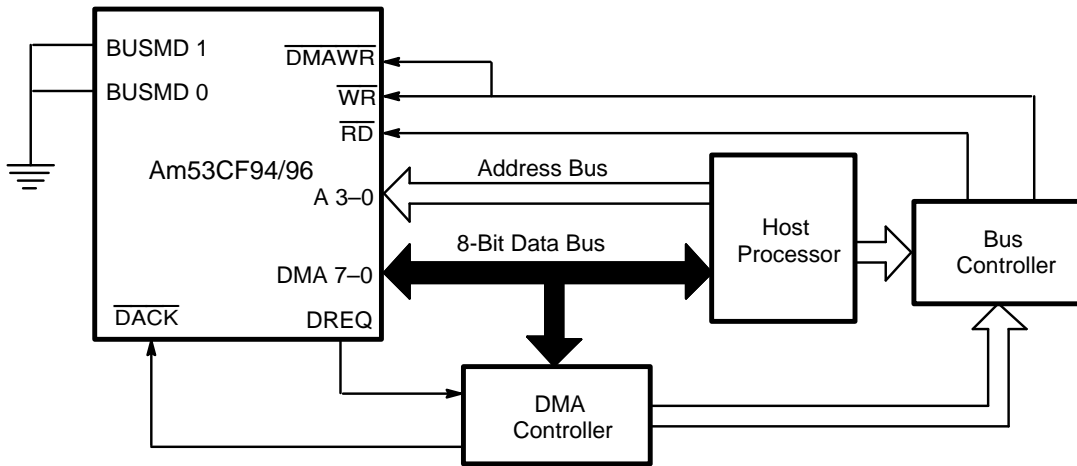 BUSMD 1
BUSMD 0
DMAWR
WR
RD
Am53CF94/96
A 3–0
DMA 7–0
DACK
DREQ
Address Bus
8-Bit Data Bus
Host
Processor
Bus
Controller
DMA
Controller